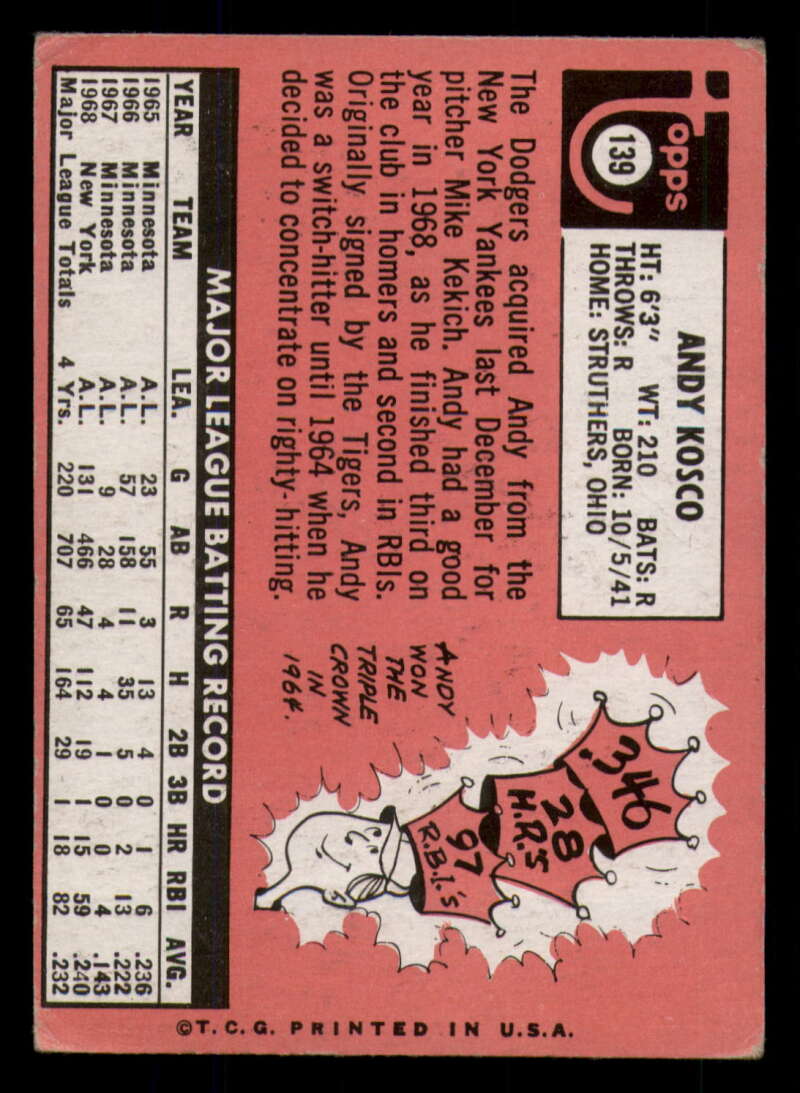 topps
139
ANDY KOSCO
HT: 6'3" WT: 210 BATS: R
THROWS: R BORN: 10/5/41
HOME: STRUTHERS, OHIO
The Dodgers acquired Andy from the
New York Yankees last December for
pitcher Mike Kekich. Andy had a good
year in 1968, as he finished third on
the club in homers and second in RBIs.
Originally signed by the Tigers, Andy
was a switch-hitter until 1964 when he
decided to concentrate on righty-hitting.
ANDY
WON
THE
TRIPLE
CROWN
IN
1964.
.346
28
H.R.'S
97
R.B.I.'s
MAJOR LEAGUE BATTING RECORD
YEAR TEAM LEA. G AB R H 2B 3B HR RBI AVG.
1965 Minnesota A.L. 23 55 3 13 4 0 1 6 .236
1966 Minnesota A.L. 57 158 11 35 5 0 2 13 .222
1967 Minnesota A.L. 9 28 4 4 1 0 0 4 .143
1968 New York A.L. 131 466 47 112 19 1 15 59 .240
Major League Totals 4 Yrs. 220 707 65 164 29 1 18 82 .232
©T.C.G. PRINTED IN U.S.A.